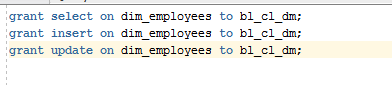 grant select on dim_employees to bl_cl_dm;
grant insert on dim_employees to bl_cl_dm;
grant update on dim_employees to bl_cl_dm;